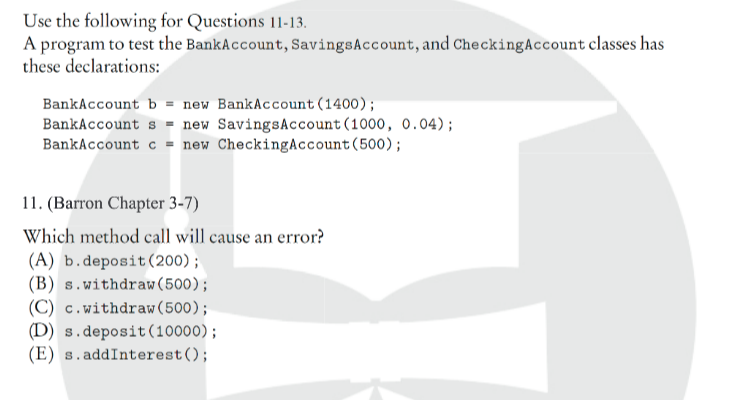 Use the following for Questions 11-13.
A program to test the BankAccount, SavingsAccount, and CheckingAccount classes has
these declarations:
BankAccount b = new BankAccount(1400);
BankAccount s = new SavingsAccount(1000, 0.04);
BankAccount c = new CheckingAccount(500);
11. (Barron Chapter 3-7)
Which method call will cause an error?
(A) b.deposit(200);
(B) s.withdraw(500);
(C) c.withdraw(500);
(D) s.deposit(10000);
(E) s.addInterest();